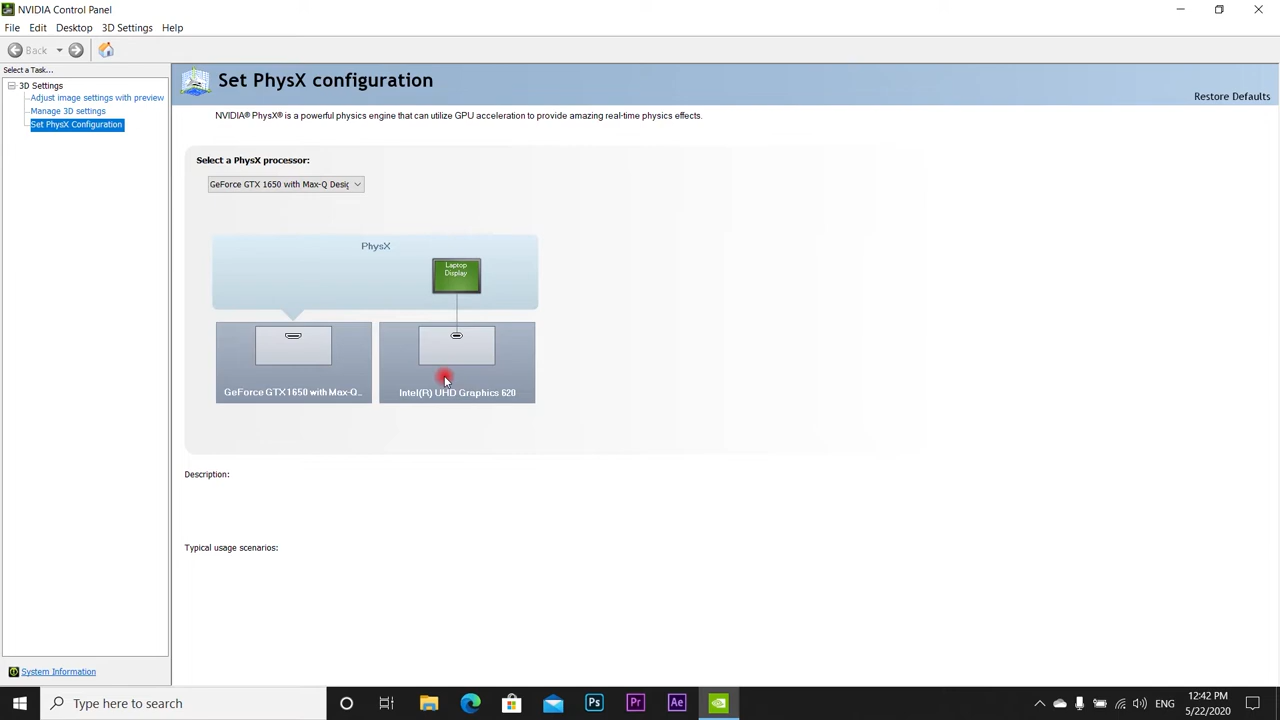 NVIDIA Control Panel
File Edit Desktop 3D Settings Help
Back
Select a Task...
3D Settings
Adjust image settings with preview
Manage 3D settings
Set PhysX Configuration
System Information
Set PhysX configuration
Restore Defaults
NVIDIA® PhysX® is a powerful physics engine that can utilize GPU acceleration to provide amazing real-time physics effects.
Select a PhysX processor:
GeForce GTX 1650 with Max-Q Desig
PhysX
Laptop
Display
GeForce GTX 1650 with Max-Q...
Intel(R) UHD Graphics 620
Description:
Typical usage scenarios:
Type here to search
Ps
Pr
Ae
ENG
12:42 PM
5/22/2020